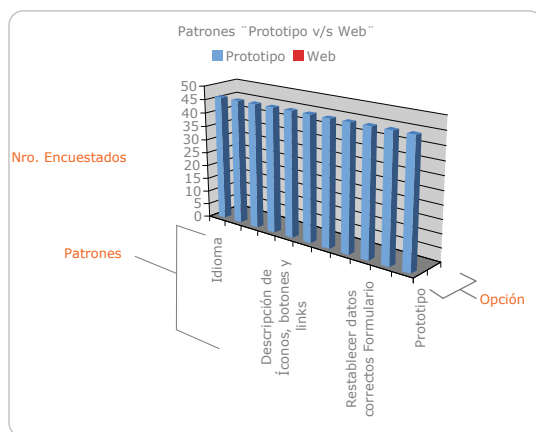 Patrones ¨Prototipo v/s Web¨
Prototipo Web
50
45
40
35
30
25
20
15
10
5
0
Nro. Encuestados
Patrones
Idioma
Descripción de
Íconos, botones y
links
Restablecer datos
correctos Formulario
Prototipo
Opción